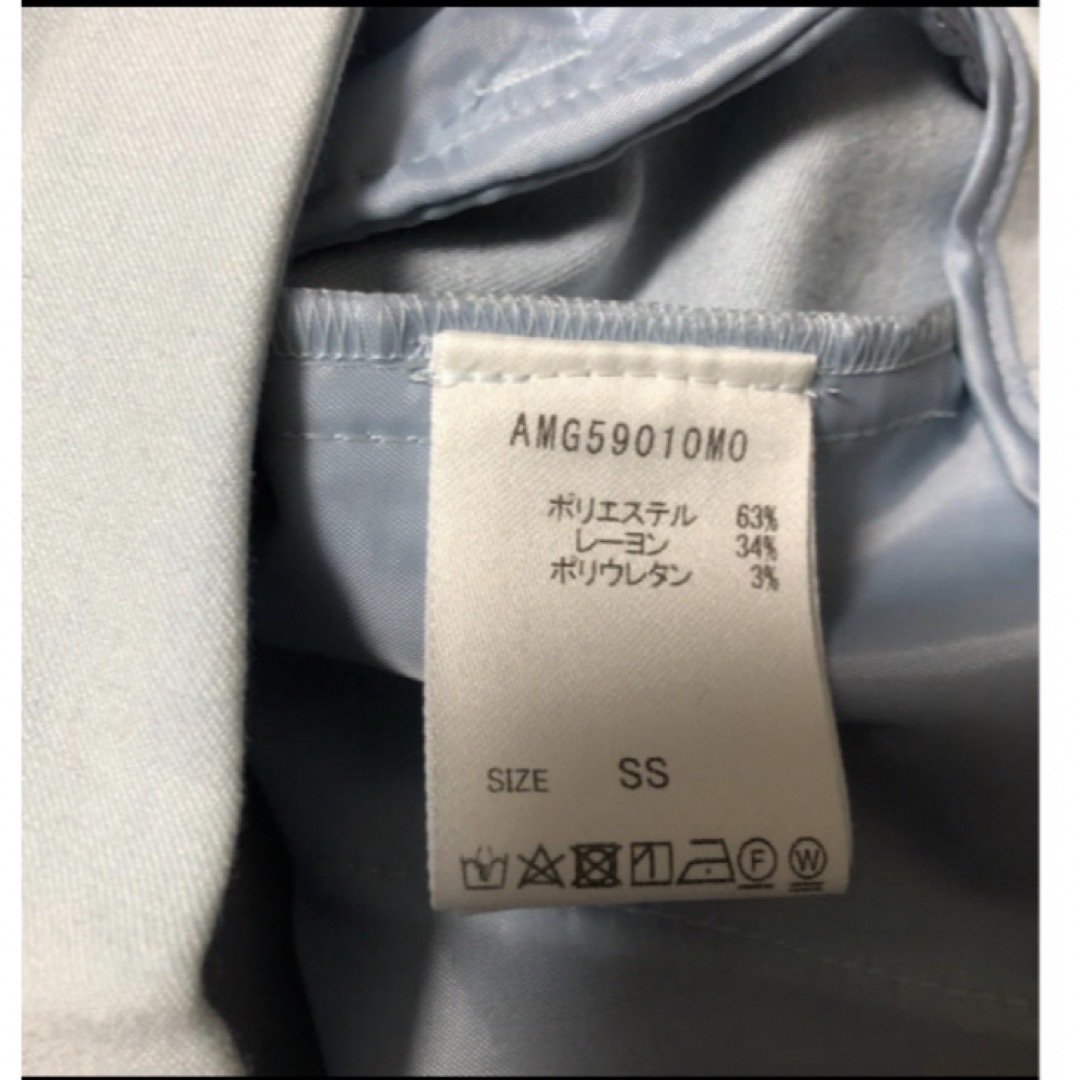 AMG59010M0
ポリエステル 63%
レーヨン 34%
ポリウレタン 3%
SIZE SS
F W